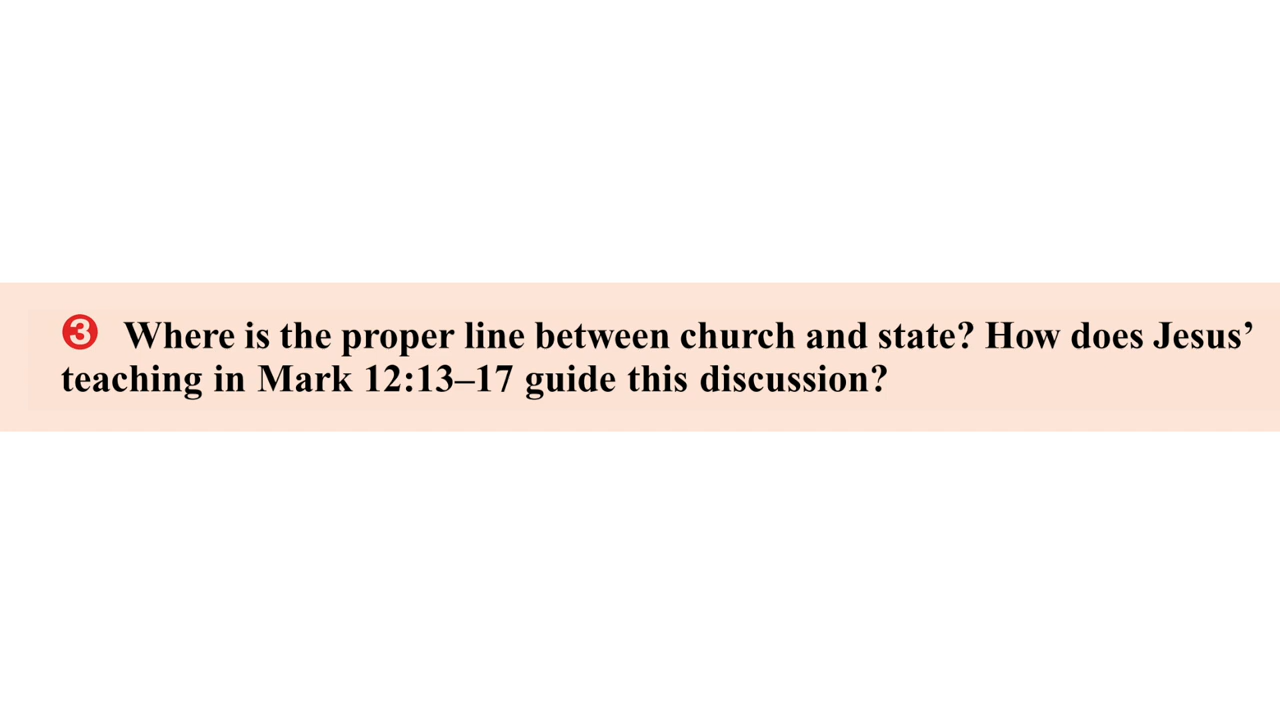 ❸ Where is the proper line between church and state? How does Jesus’
teaching in Mark 12:13–17 guide this discussion?